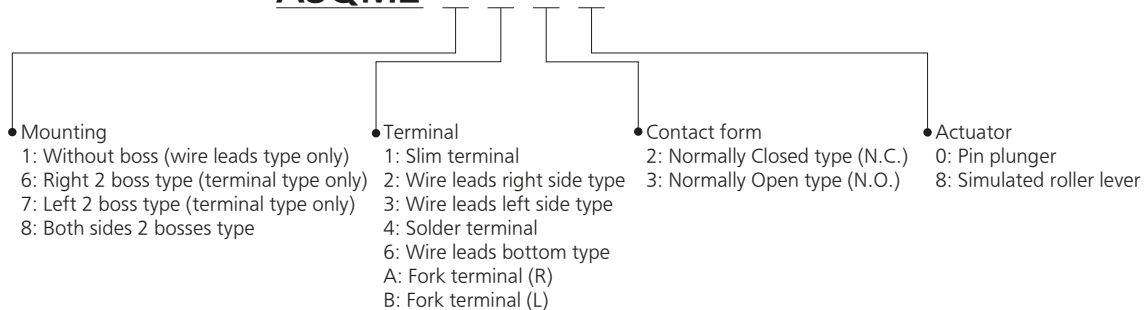 Mounting
1: Without boss (wire leads type only)
6: Right 2 boss type (terminal type only)
7: Left 2 boss type (terminal type only)
8: Both sides 2 bosses type
Terminal
1: Slim terminal
2: Wire leads right side type
3: Wire leads left side type
4: Solder terminal
6: Wire leads bottom type
A: Fork terminal (R)
B: Fork terminal (L)
Contact form
2: Normally Closed type (N.C.)
3: Normally Open type (N.O.)
Actuator
0: Pin plunger
8: Simulated roller lever